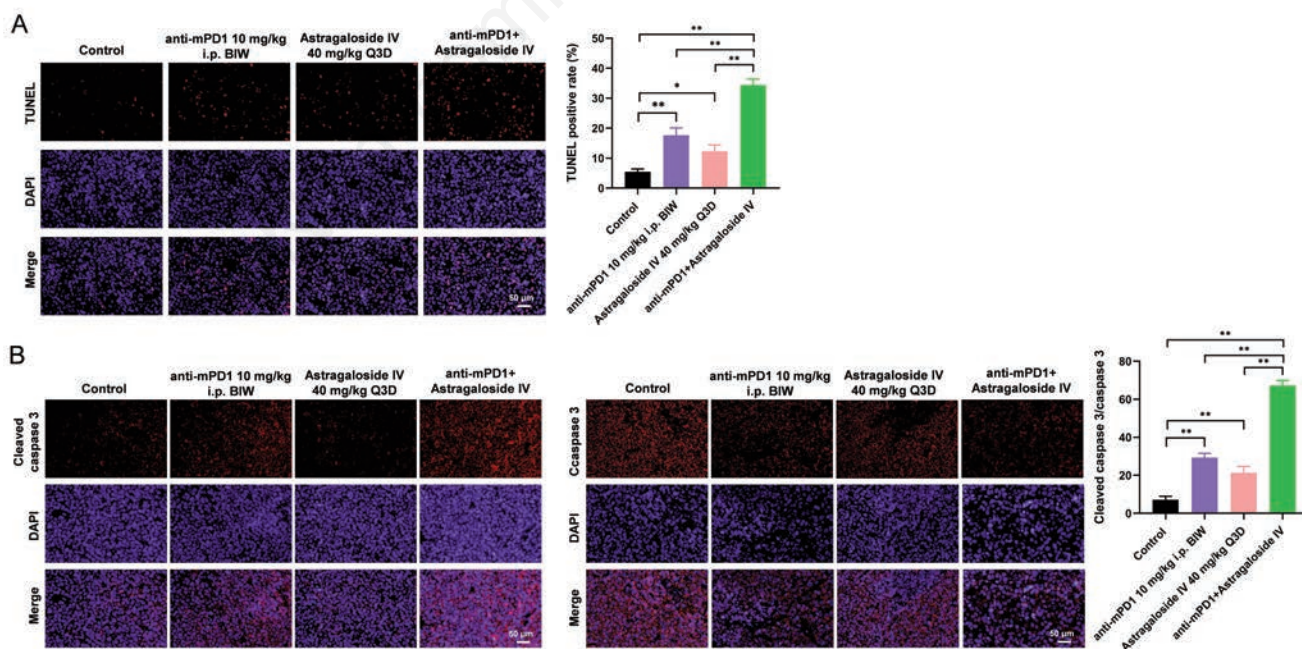 A
Control
anti-mPD1 10 mg/kg
i.p. BIW
Astragaloside IV
40 mg/kg Q3D
anti-mPD1+
Astragaloside IV
TUNEL
DAPI
Merge
50 μm
TUNEL positive rate (%)
50
40
30
20
10
0
**
**
**
*
**
Control
anti-mPD1 10 mg/kg i.p. BIW
Astragaloside IV 40 mg/kg Q3D
anti-mPD1+Astragaloside IV
B
Control
anti-mPD1 10 mg/kg
i.p. BIW
Astragaloside IV
40 mg/kg Q3D
anti-mPD1+
Astragaloside IV
Cleaved
caspase 3
DAPI
Merge
50 μm
Control
anti-mPD1 10 mg/kg
i.p. BIW
Astragaloside IV
40 mg/kg Q3D
anti-mPD1+
Astragaloside IV
Ccaspase 3
DAPI
Merge
50 μm
Cleaved caspase 3/caspase 3
80
60
40
20
0
**
**
**
**
**
Control
anti-mPD1 10 mg/kg i.p. BIW
Astragaloside IV 40 mg/kg Q3D
anti-mPD1+Astragaloside IV